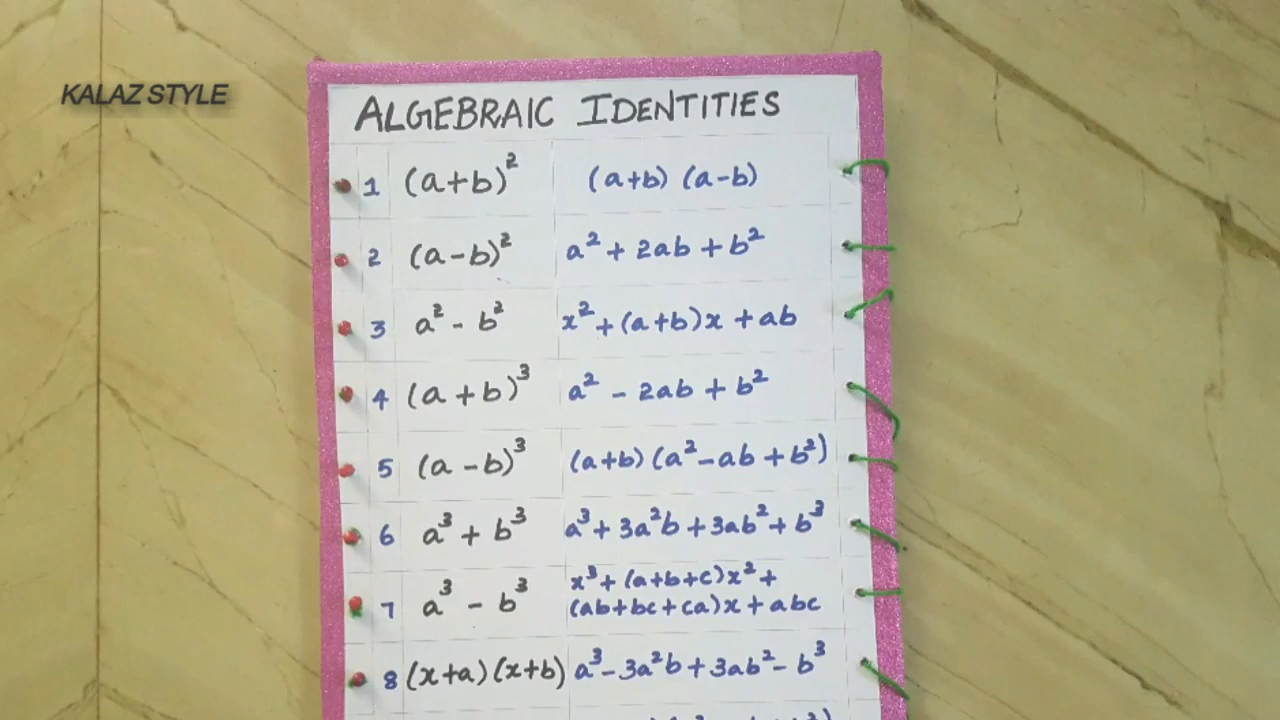 KALAZ STYLE
ALGEBRAIC IDENTITIES
1 (a+b)² (a+b) (a-b)
2 (a-b)² a² + 2ab + b²
3 a² - b² x² + (a+b)x + ab
4 (a+b)³ a² - 2ab + b²
5 (a-b)³ (a+b) (a² - ab + b²)
6 a³ + b³ a³ + 3a²b + 3ab² + b³
7 a³ - b³ x³ + (a+b+c)x² +
(ab+bc+ca)x + abc
8 (x+a) (x+b) a³ - 3a²b + 3ab² - b³